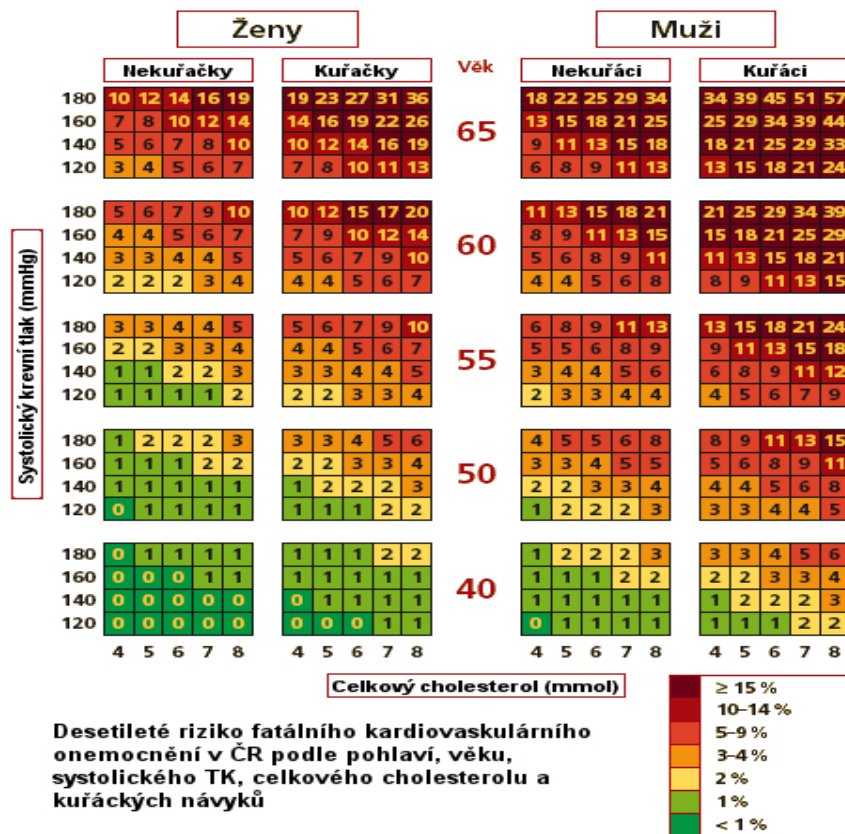 Ženy Muži
Nekuřačky Kuřačky Věk Nekuřáci Kuřáci
180 10 12 14 16 19 19 23 27 31 36 18 22 25 29 34 34 39 45 51 57
160 7 8 10 12 14 14 16 19 22 26 13 15 18 21 25 25 29 34 39 44
65
140 5 6 7 8 10 10 12 14 16 19 9 11 13 15 18 18 21 25 29 33
120 3 4 5 6 7 7 8 10 11 13 6 8 9 11 13 13 15 18 21 24
180 5 6 7 9 10 10 12 15 17 20 11 13 15 18 21 21 25 29 34 39
160 4 4 5 6 7 7 9 10 12 14 8 9 11 13 15 15 18 21 25 29
60
140 3 3 4 4 5 5 6 7 9 10 5 6 8 9 11 11 13 15 18 21
120 2 2 2 3 4 4 4 5 6 7 4 4 5 6 8 8 9 11 13 15
Systolický krevní tlak (mmHg)
180 3 3 4 4 5 5 6 7 9 10 6 8 9 11 13 13 15 18 21 24
160 2 2 3 3 4 4 4 5 6 7 5 5 6 8 9 9 11 13 15 18
55
140 1 1 2 2 3 3 3 4 4 5 3 4 4 5 6 6 8 9 11 12
120 1 1 1 1 2 2 2 3 3 4 2 3 3 4 4 4 5 6 7 9
180 1 2 2 2 3 3 3 4 5 6 4 5 5 6 8 8 9 11 13 15
160 1 1 1 2 2 2 2 3 3 4 3 3 4 5 5 5 6 8 9 11
50
140 1 1 1 1 1 1 2 2 2 3 2 2 3 3 4 4 4 5 6 8
120 0 1 1 1 1 1 1 1 2 2 1 2 2 2 3 3 3 4 4 5
180 0 1 1 1 1 1 1 1 2 2 1 2 2 2 3 3 3 4 5 6
160 0 0 0 1 1 1 1 1 1 1 1 1 1 2 2 2 2 3 3 4
40
140 0 0 0 0 0 0 1 1 1 1 1 1 1 1 1 1 2 2 2 3
120 0 0 0 0 0 0 0 0 1 1 0 1 1 1 1 1 1 1 2 2
4 5 6 7 8 4 5 6 7 8 4 5 6 7 8 4 5 6 7 8
Celkový cholesterol (mmol)
≥ 15 %
10–14 %
5–9 %
3–4 %
2 %
1 %
< 1 %
Desetileté riziko fatálního kardiovaskulárního
onemocnění v ČR podle pohlaví, věku,
systolického TK, celkového cholesterolu a
kuřáckých návyků